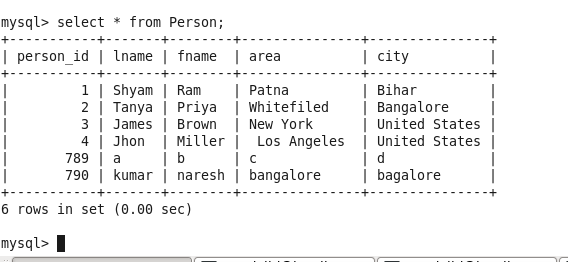 mysql> select * from Person;
+-----------+-------+--------+---------------+---------------+
| person_id | lname | fname  | area          | city          |
+-----------+-------+--------+---------------+---------------+
|         1 | Shyam | Ram    | Patna         | Bihar         |
|         2 | Tanya | Priya  | Whitefiled    | Bangalore     |
|         3 | James | Brown  | New York      | United States |
|         4 | Jhon  | Miller |  Los Angeles  | United States |
|       789 | a     | b      | c             | d             |
|       790 | kumar | naresh | bangalore     | bagalore      |
+-----------+-------+--------+---------------+---------------+
6 rows in set (0.00 sec)
mysql>